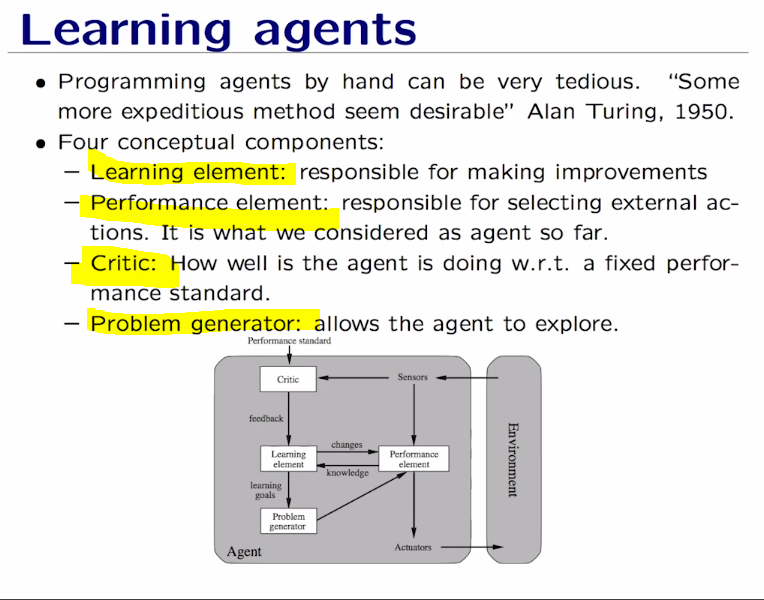 Learning agents
• Programming agents by hand can be very tedious. “Some
more expeditious method seem desirable” Alan Turing, 1950.
• Four conceptual components:
– Learning element: responsible for making improvements
– Performance element: responsible for selecting external ac-
tions. It is what we considered as agent so far.
– Critic: How well is the agent is doing w.r.t. a fixed perfor-
mance standard.
– Problem generator: allows the agent to explore.
Performance standard
Critic
Sensors
feedback
Learning
element
changes
knowledge
Performance
element
learning
goals
Problem
generator
Agent
Actuators
Environment